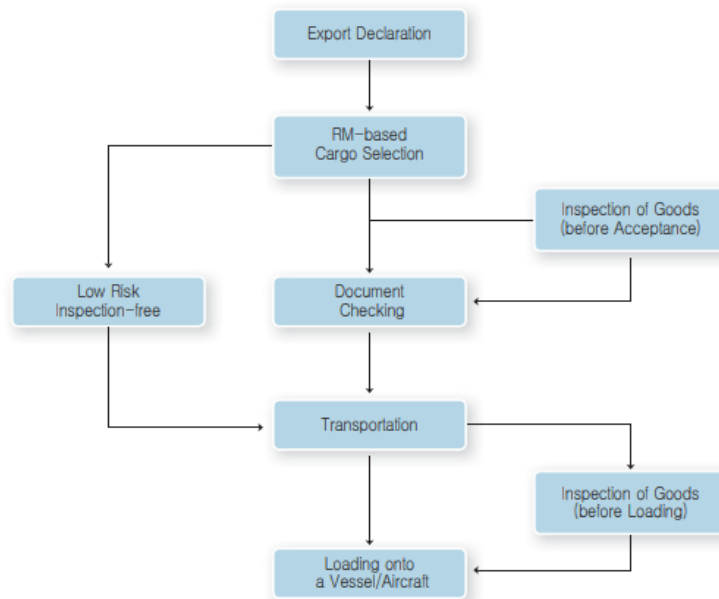 Export Declaration
RM-based
Cargo Selection
Inspection of Goods
(before Acceptance)
Low Risk
Inspection-free
Document
Checking
Transportation
Inspection of Goods
(before Loading)
Loading onto
a Vessel/Aircraft